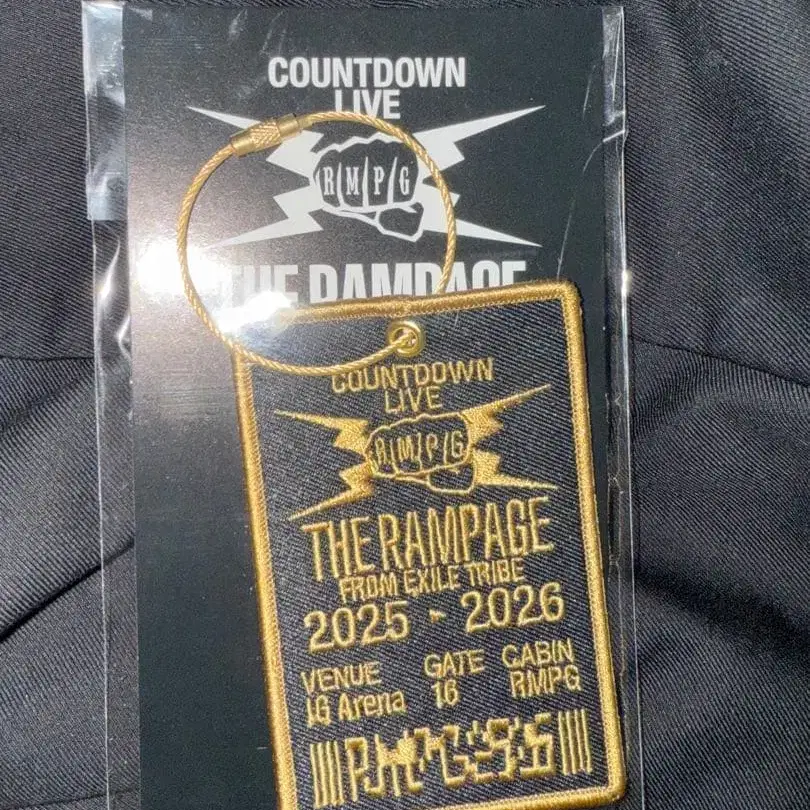 COUNTDOWN
LIVE
RMPG
THE RAMPAGE
COUNTDOWN
LIVE
RMPG
THE RAMPAGE
FROM EXILE TRIBE
2025 - 2026
VENUE GATE CABIN
IG Arena 16 RMPG